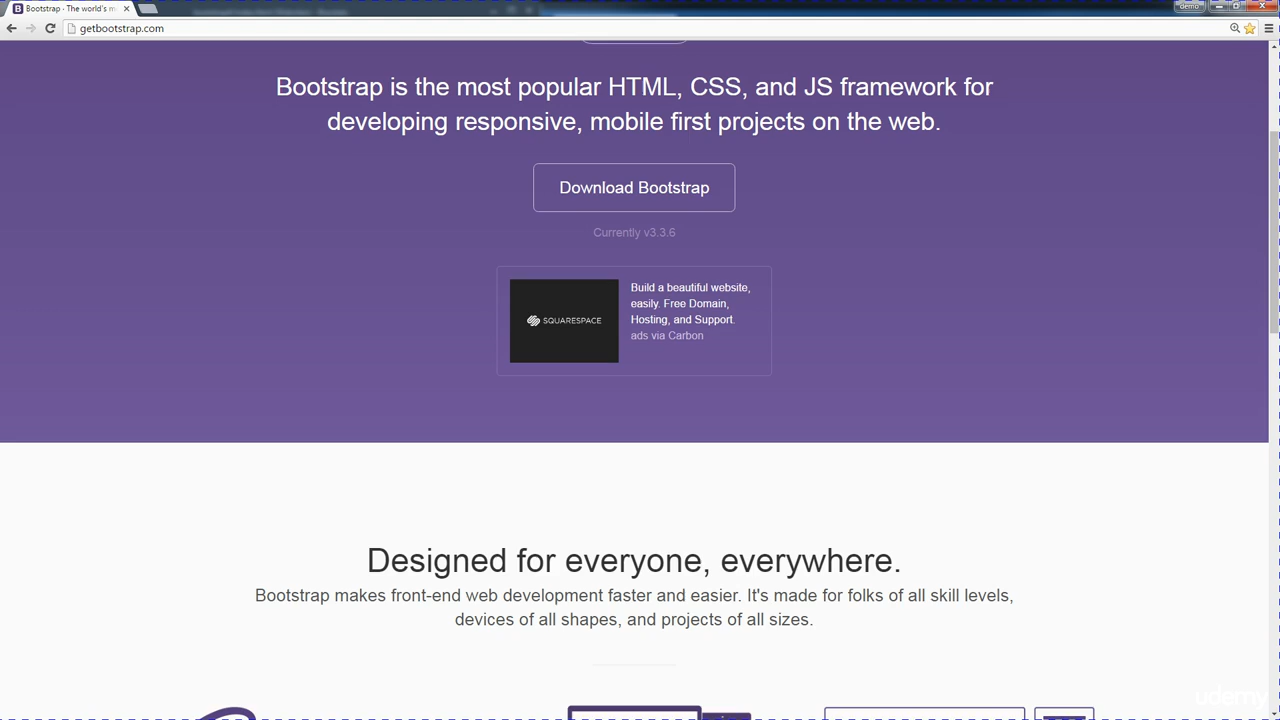 Bootstrap · The world's m
demo
getbootstrap.com
Bootstrap is the most popular HTML, CSS, and JS framework for
developing responsive, mobile first projects on the web.
Download Bootstrap
Currently v3.3.6
SQUARESPACE
Build a beautiful website,
easily. Free Domain,
Hosting, and Support.
ads via Carbon
Designed for everyone, everywhere.
Bootstrap makes front-end web development faster and easier. It's made for folks of all skill levels,
devices of all shapes, and projects of all sizes.
udemy